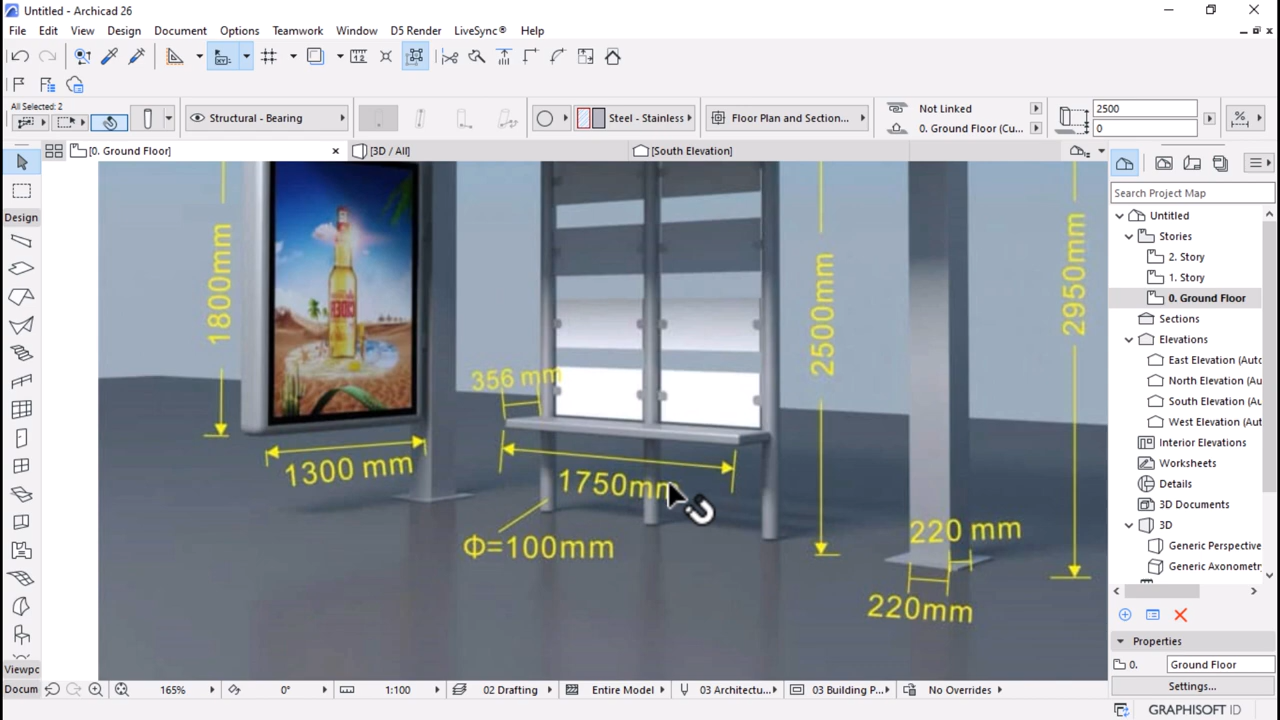 Untitled - Archicad 26
File Edit View Design Document Options Teamwork Window D5 Render LiveSync® Help
All Selected: 2
Structural - Bearing
Steel - Stainless
Floor Plan and Section...
Not Linked
0. Ground Floor (Cu...
2500
0
[0. Ground Floor]
[3D / All]
[South Elevation]
Search Project Map
Design
Untitled
Stories
2. Story
1. Story
0. Ground Floor
Sections
Elevations
East Elevation (Auto
North Elevation (Aut
South Elevation (Au
West Elevation (Aut
Interior Elevations
Worksheets
Details
3D Documents
3D
Generic Perspective
Generic Axonomet
1800mm
CIDER
356 mm
2500mm
2950mm
1300 mm
1750mm
Φ=100mm
220 mm
220mm
Viewpc
Docum
165%
0°
1:100
02 Drafting
Entire Model
03 Architectu...
03 Building P...
No Overrides
Properties
0.
Ground Floor
Settings...
GRAPHISOFT ID